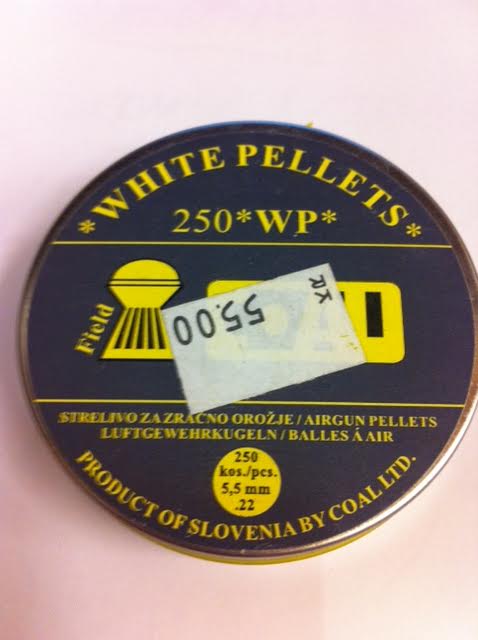 *WHITE PELLETS*
250*WP*
Field
RK
55.00
STRELIVO ZA ZRAČNO OROŽJE / AIRGUN PELLETS
LUFTGEWEHRKUGELN / BALLES Á AIR
250
kos./pcs.
5,5 mm
.22
PRODUCT OF SLOVENIA BY COAL LTD.